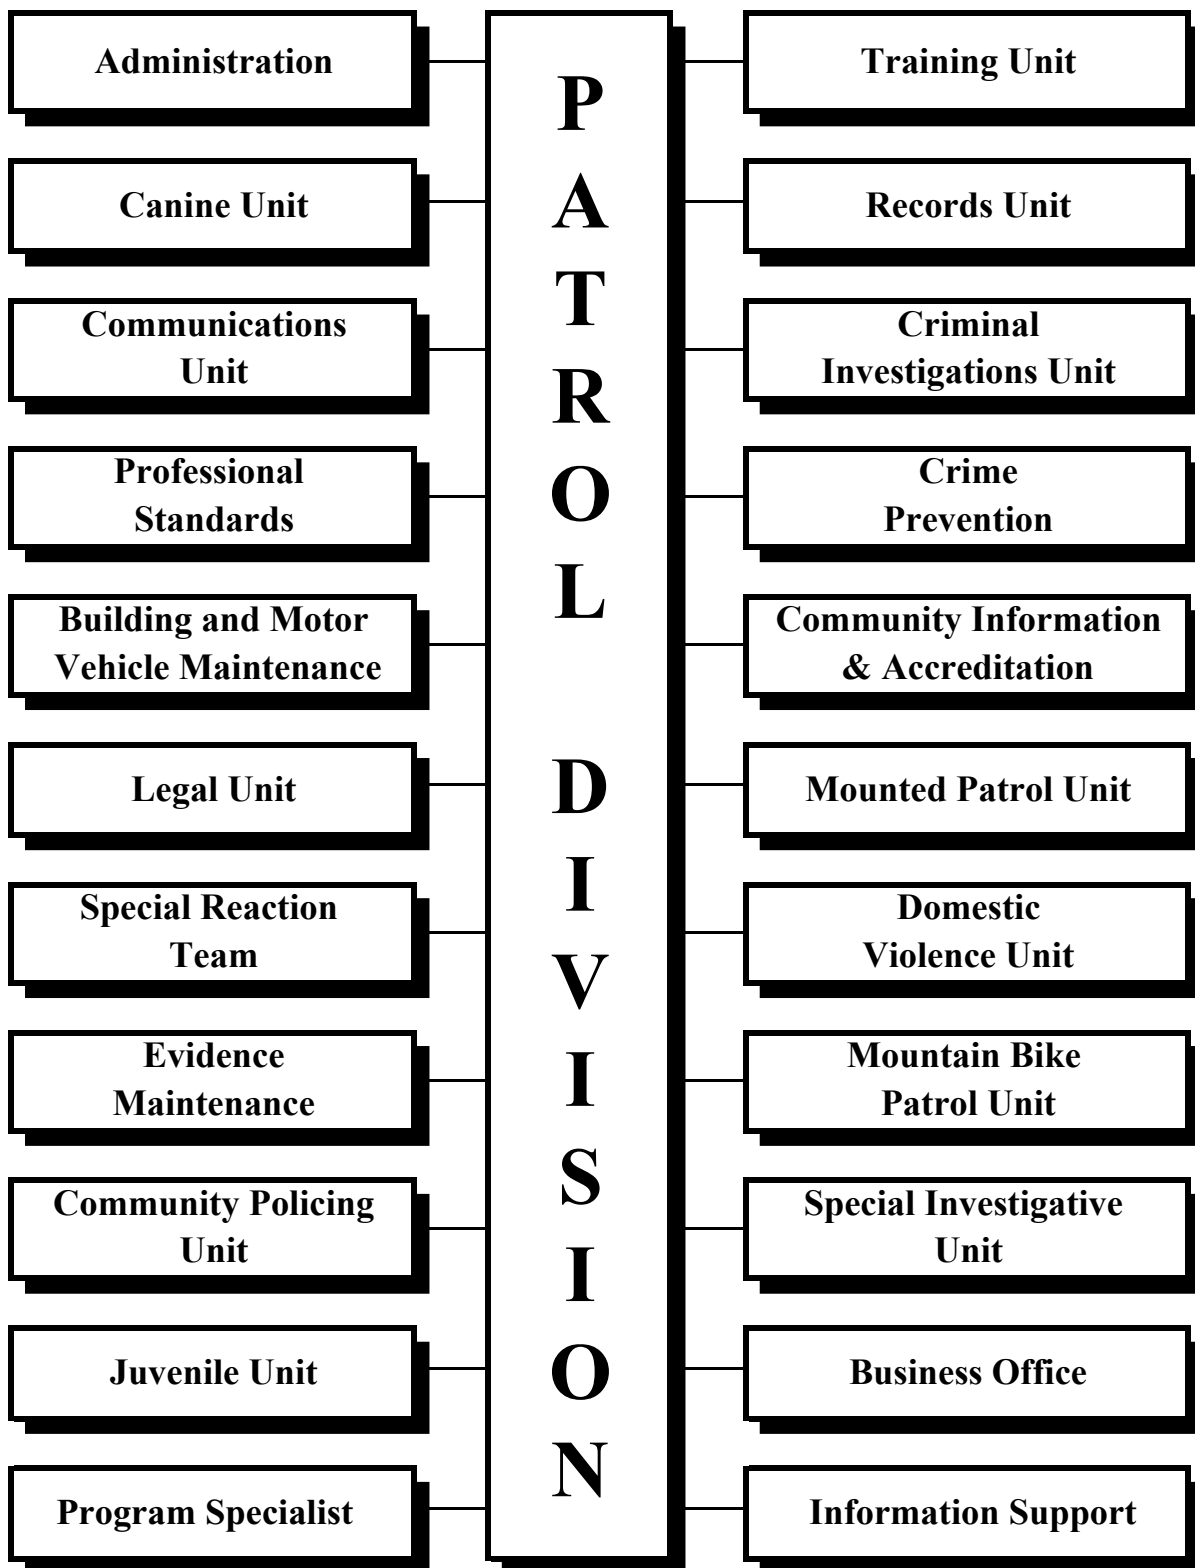 Administration
Canine Unit
Communications
Unit
Professional
Standards
Building and Motor
Vehicle Maintenance
Legal Unit
Special Reaction
Team
Evidence
Maintenance
Community Policing
Unit
Juvenile Unit
Program Specialist
P
A
T
R
O
L
D
I
V
I
S
I
O
N
Training Unit
Records Unit
Criminal
Investigations Unit
Crime
Prevention
Community Information
& Accreditation
Mounted Patrol Unit
Domestic
Violence Unit
Mountain Bike
Patrol Unit
Special Investigative
Unit
Business Office
Information Support